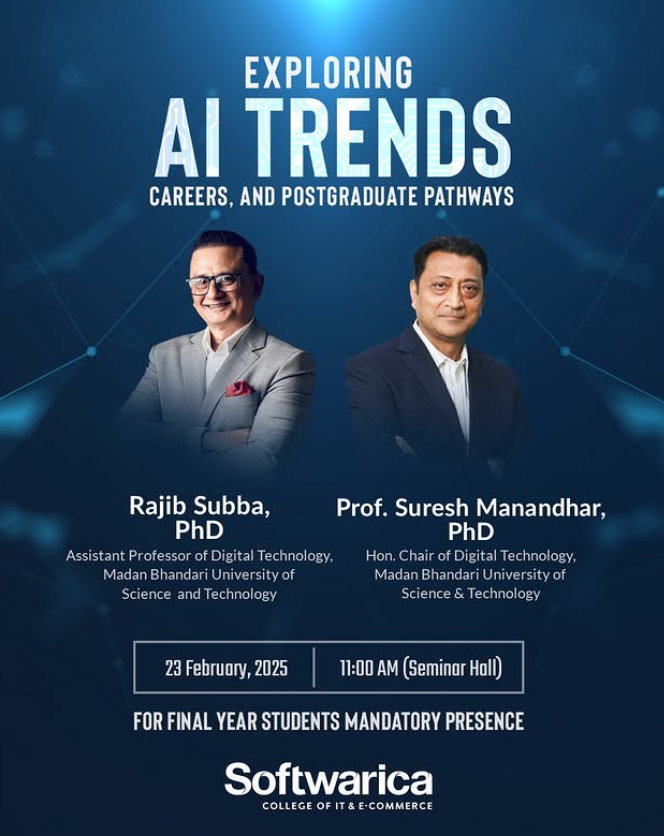 EXPLORING
AI TRENDS
CAREERS, AND POSTGRADUATE PATHWAYS
Rajib Subba,
PhD
Assistant Professor of Digital Technology,
Madan Bhandari University of
Science and Technology
Prof. Suresh Manandhar,
PhD
Hon. Chair of Digital Technology,
Madan Bhandari University of
Science & Technology
23 February, 2025
11:00 AM (Seminar Hall)
FOR FINAL YEAR STUDENTS MANDATORY PRESENCE
Softwarica
COLLEGE OF IT & E-COMMERCE